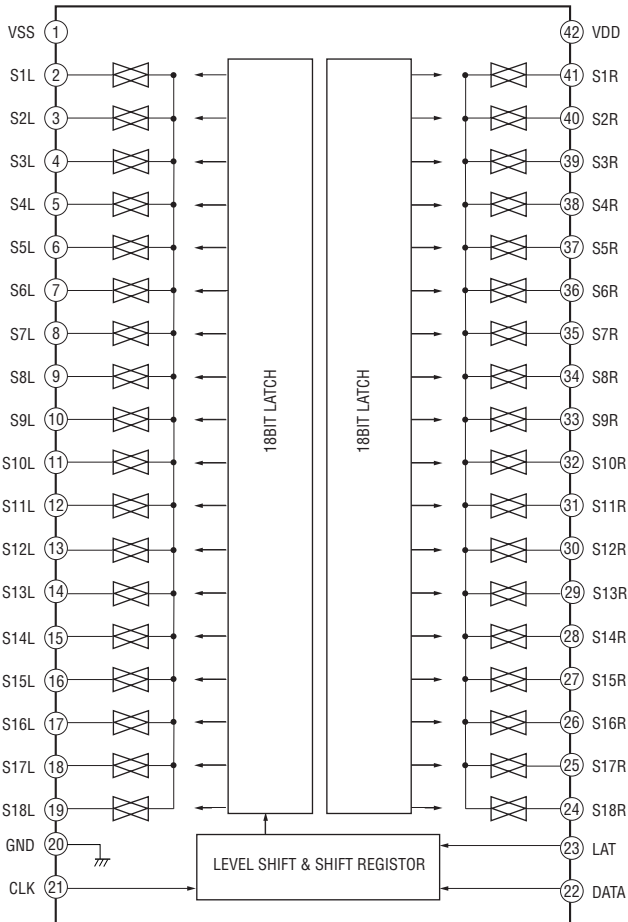 VSS 1
42 VDD
S1L 2
41 S1R
S2L 3
40 S2R
S3L 4
39 S3R
S4L 5
38 S4R
S5L 6
37 S5R
S6L 7
36 S6R
S7L 8
35 S7R
S8L 9
34 S8R
S9L 10
33 S9R
18BIT LATCH
18BIT LATCH
S10L 11
32 S10R
S11L 12
31 S11R
S12L 13
30 S12R
S13L 14
29 S13R
S14L 15
28 S14R
S15L 16
27 S15R
S16L 17
26 S16R
S17L 18
25 S17R
S18L 19
24 S18R
GND 20
23 LAT
LEVEL SHIFT & SHIFT REGISTOR
CLK 21
22 DATA